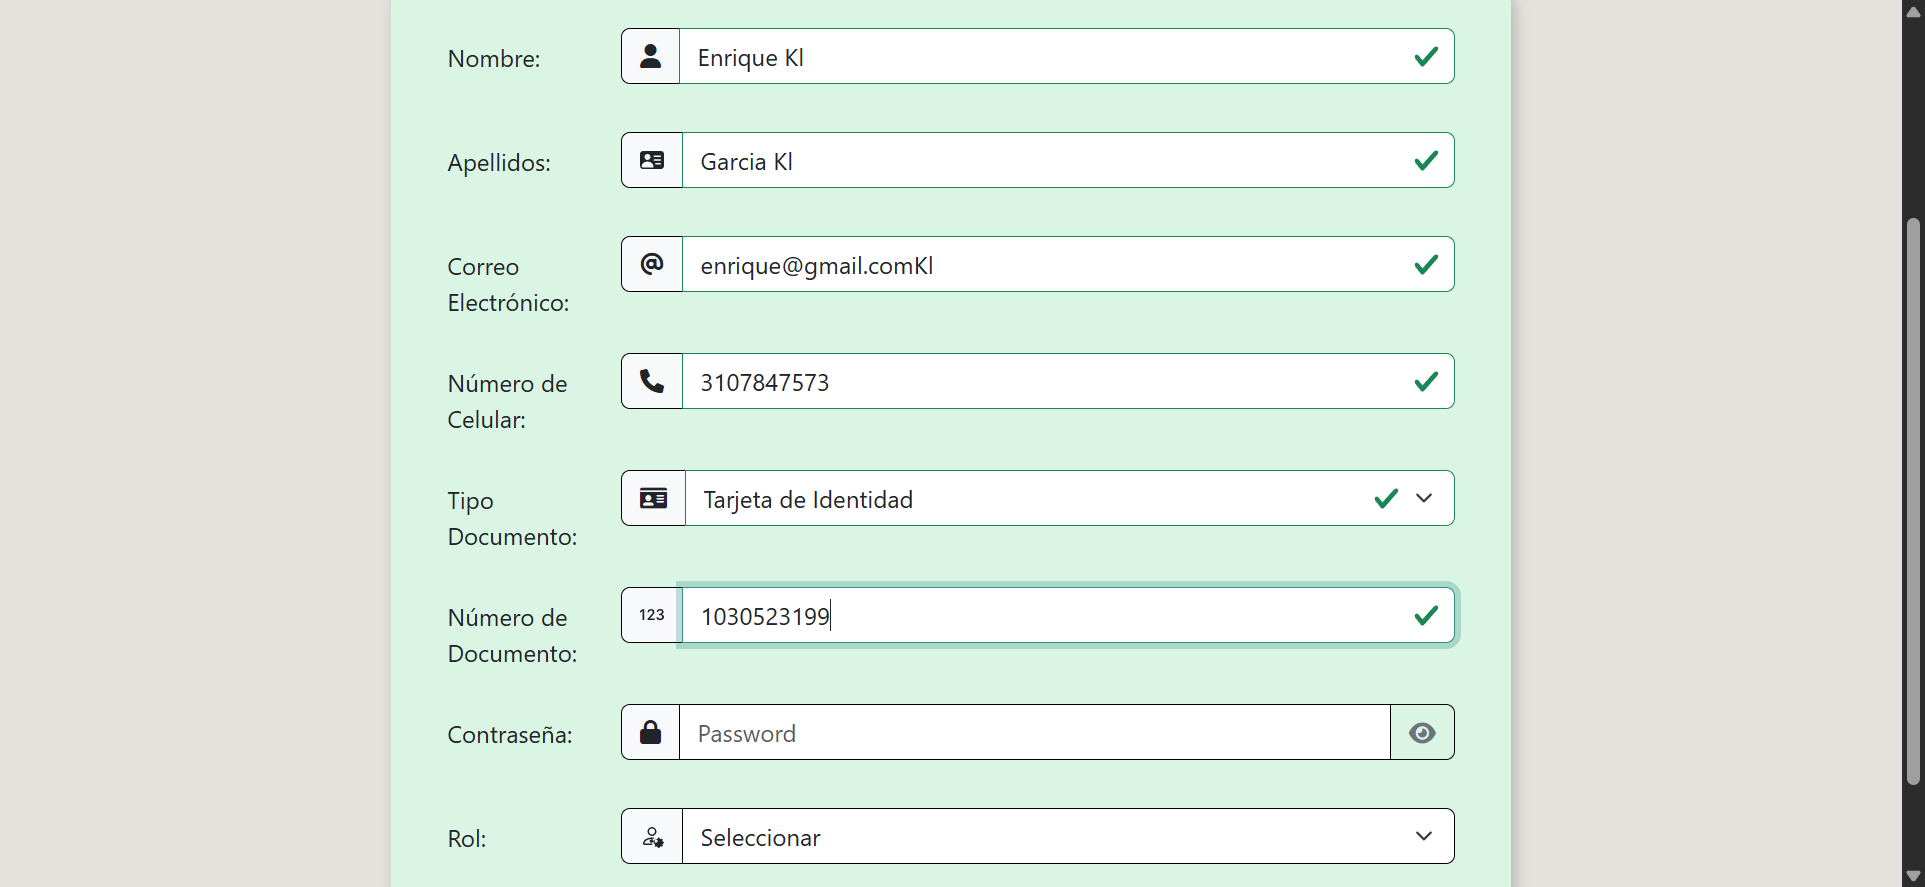 Nombre:
Enrique Kl
Apellidos:
Garcia Kl
Correo
Electrónico:
enrique@gmail.comKl
Número de
Celular:
3107847573
Tipo
Documento:
Tarjeta de Identidad
Número de
Documento:
123
1030523199
Contraseña:
Password
Rol:
Seleccionar